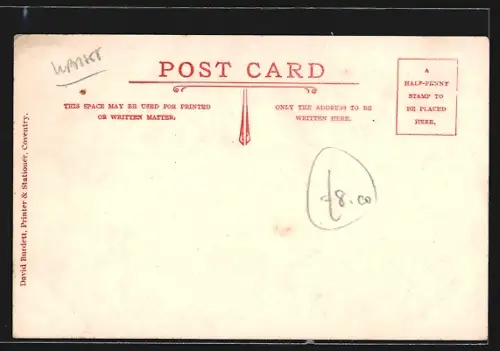 POST CARD
THIS SPACE MAY BE USED FOR PRINTED
OR WRITTEN MATTER.
ONLY THE ADDRESS TO BE
WRITTEN HERE.
A
HALF-PENNY
STAMP TO
BE PLACED
HERE.
£8.00
David Burdett, Printer & Stationer, Coventry.